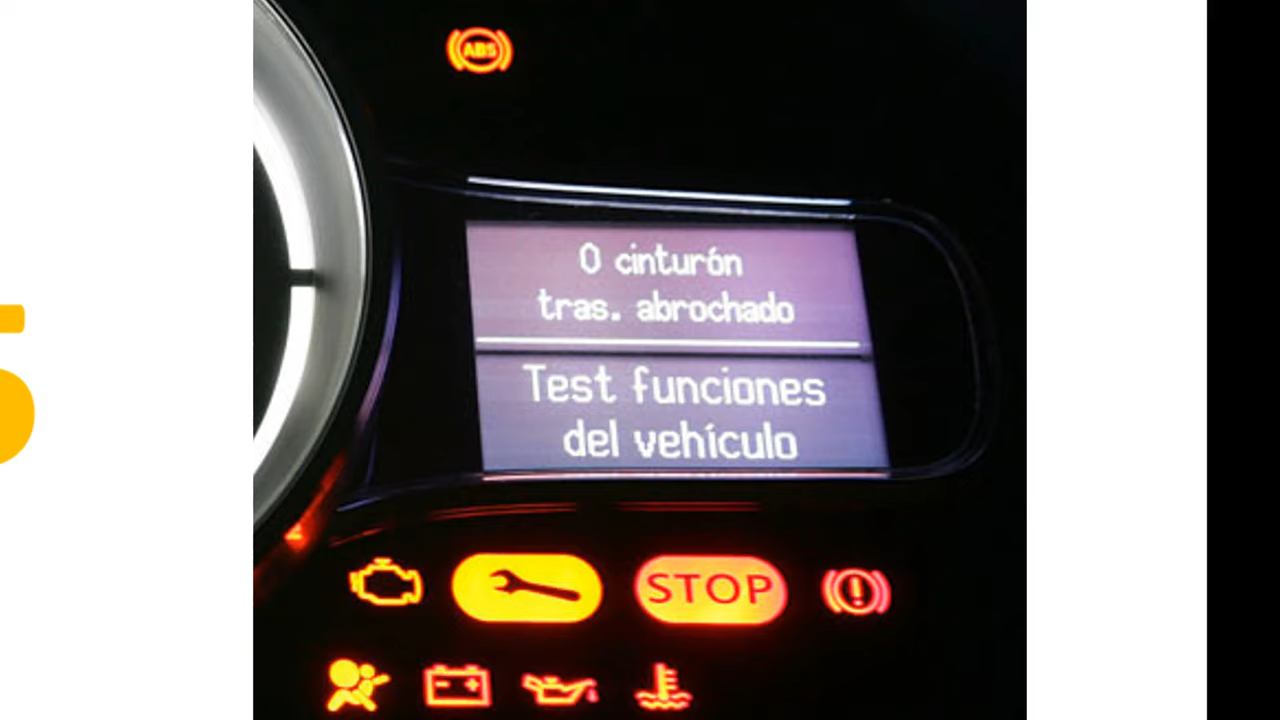 ABS
0 cinturón
tras. abrochado
Test funciones
del vehículo
STOP